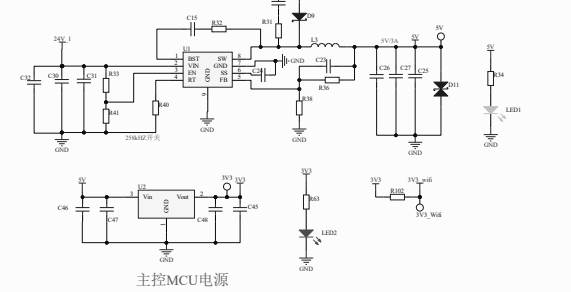 C15
R32
R31
D9
24V_1
U1
L3
5V/3A
5V
5V
5V
1 BST SW 8
2 VIN GND 7
3 EN SS 6
4 RT FB 5
GND
9
GND
C32
C30
C31
R33
R41
R40
C24
C23
R36
R38
C26
C27
C25
D11
R34
LED1
GND
258kHZ开关
GND
GND
GND
GND
5V
U2
3 Vin Vout 2
GND
1
3V3
3V3
C46
C47
C48
C45
GND
3V3
R63
LED2
GND
3V3
R102
3V3_wifi
3V3_Wifi
主控MCU电源